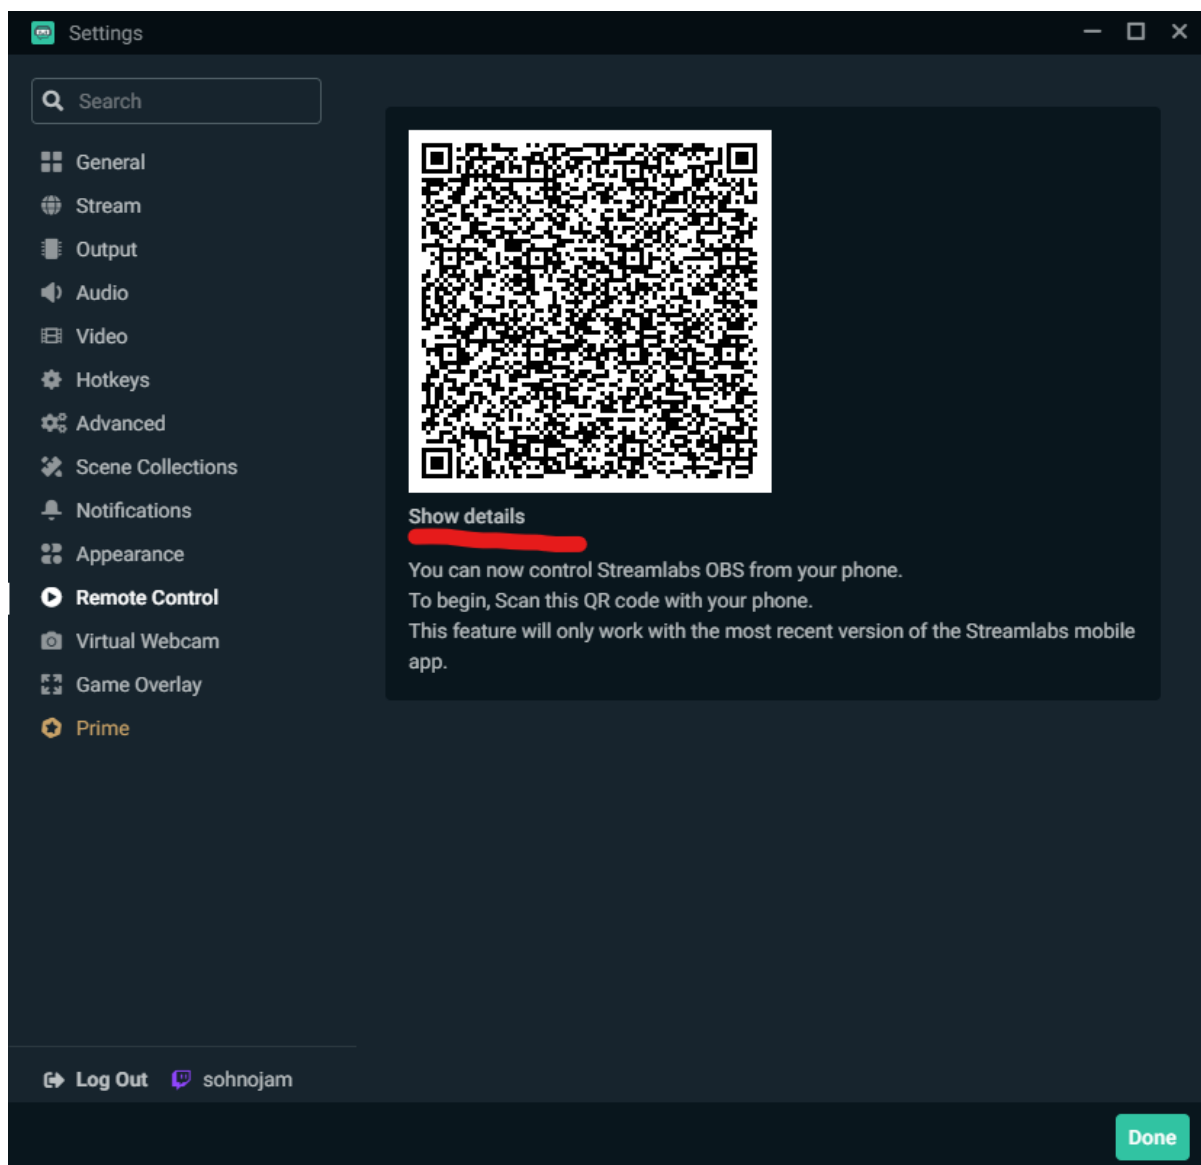 Settings
Search
General
Stream
Output
Audio
Video
Hotkeys
Advanced
Scene Collections
Notifications
Appearance
Remote Control
Virtual Webcam
Game Overlay
Prime
Show details
You can now control Streamlabs OBS from your phone.
To begin, Scan this QR code with your phone.
This feature will only work with the most recent version of the Streamlabs mobile
app.
Log Out sohnojam
Done